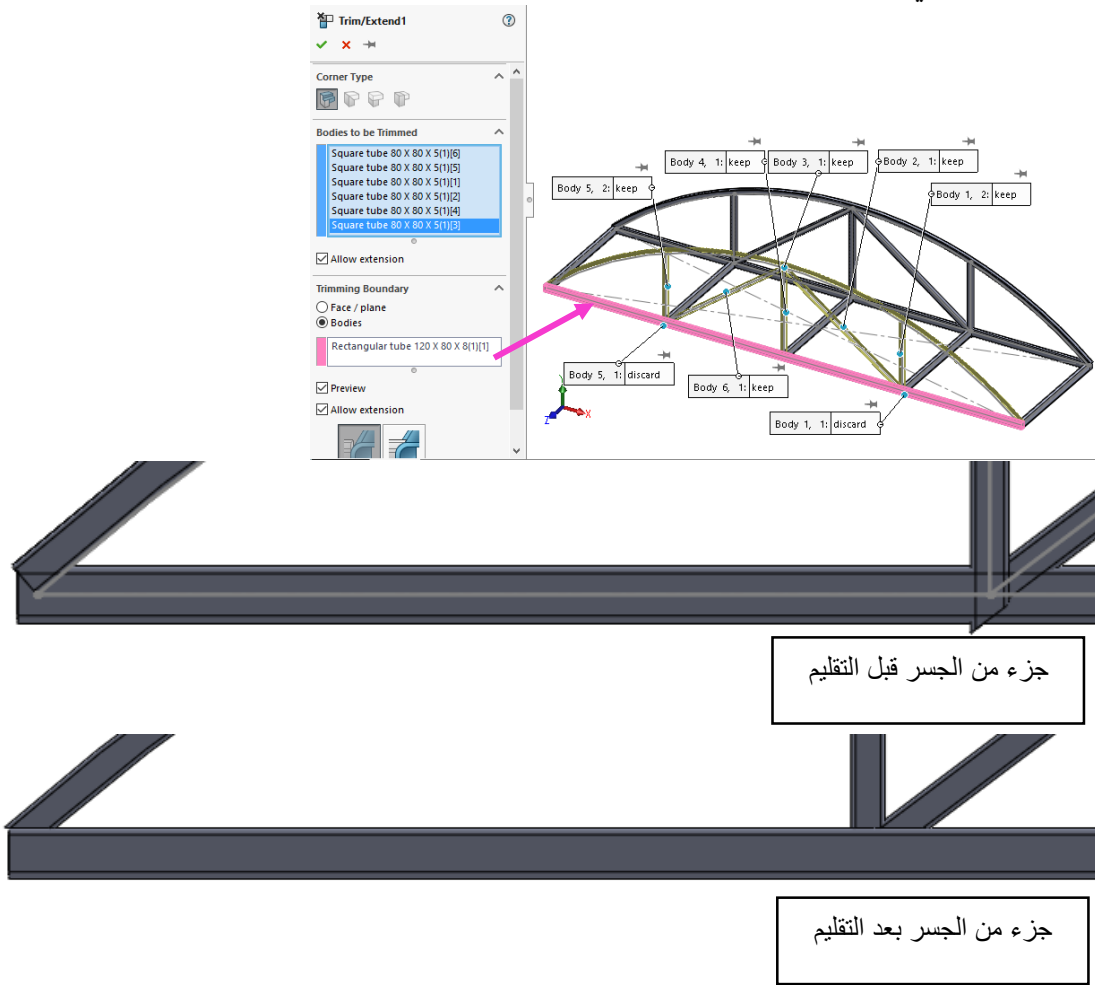 Trim/Extend1
Corner Type
Bodies to be Trimmed
Square tube 80 X 80 X 5(1)[6]
Square tube 80 X 80 X 5(1)[5]
Square tube 80 X 80 X 5(1)[1]
Square tube 80 X 80 X 5(1)[2]
Square tube 80 X 80 X 5(1)[4]
Square tube 80 X 80 X 5(1)[3]
Allow extension
Trimming Boundary
Face / plane
Bodies
Rectangular tube 120 X 80 X 8(1)[1]
Preview
Allow extension
Body 4, 1: keep
Body 3, 1: keep
Body 2, 1: keep
Body 5, 2: keep
Body 1, 2: keep
Body 5, 1: discard
Body 6, 1: keep
Body 1, 1: discard
Y
Z
X
جزء من الجسر قبل التقليم
جزء من الجسر بعد التقليم